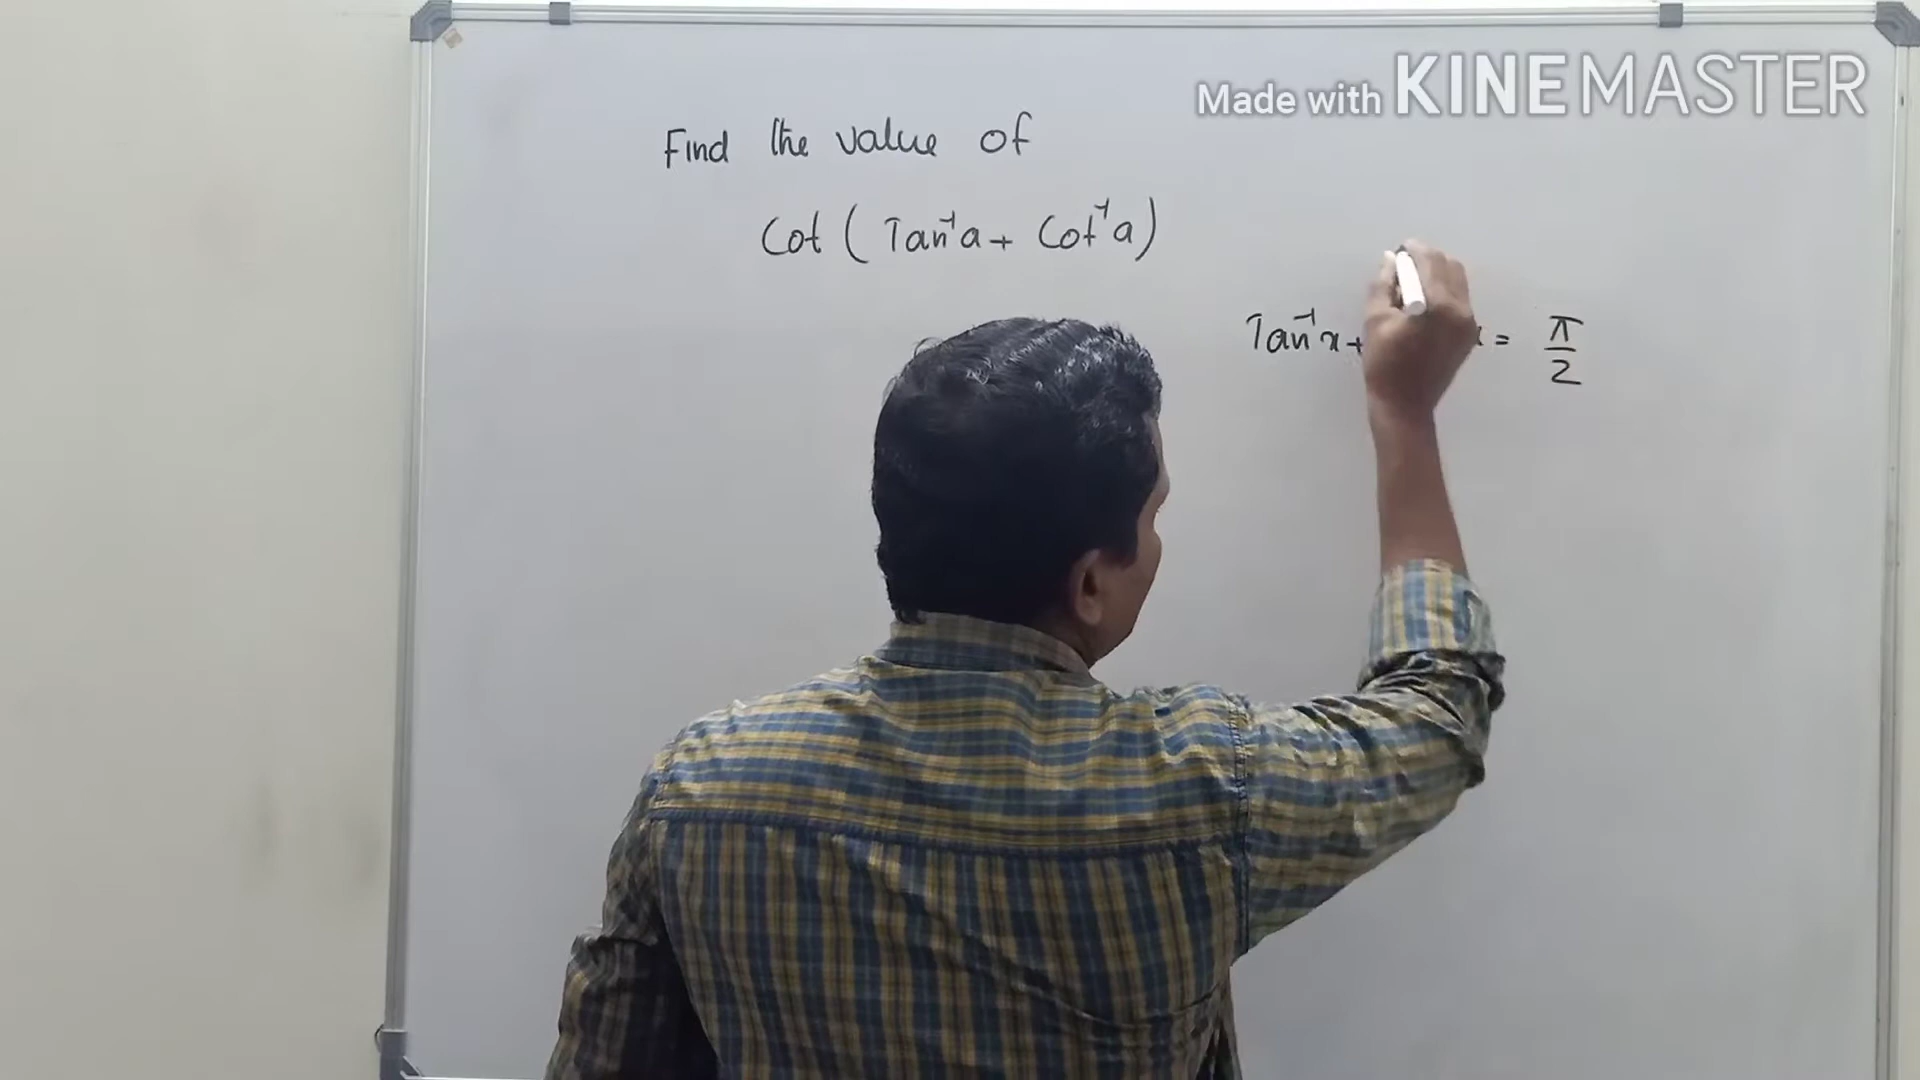 Made with KINEMASTER
Find the value of
Cot ( Tan⁻¹a + Cot⁻¹a )
Tan⁻¹x + = π/2